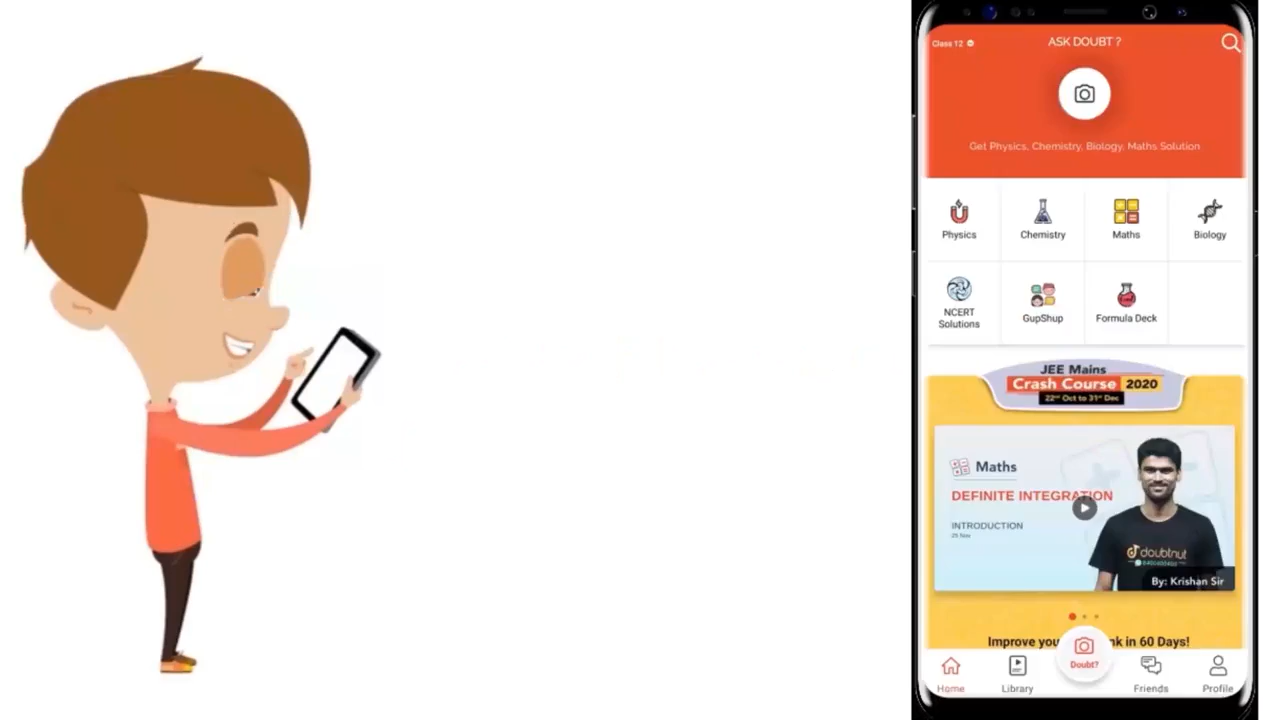 Class 12
ASK DOUBT ?
Get Physics, Chemistry, Biology, Maths Solution
Physics
Chemistry
Maths
Biology
NCERT
Solutions
GupShup
Formula Deck
JEE Mains
Crash Course 2020
22nd Oct to 31st Dec
Maths
DEFINITE INTEGRATION
INTRODUCTION
doubtnut
By: Krishan Sir
in 60 Days!
Doubt?
Home
Library
Friends
Profile